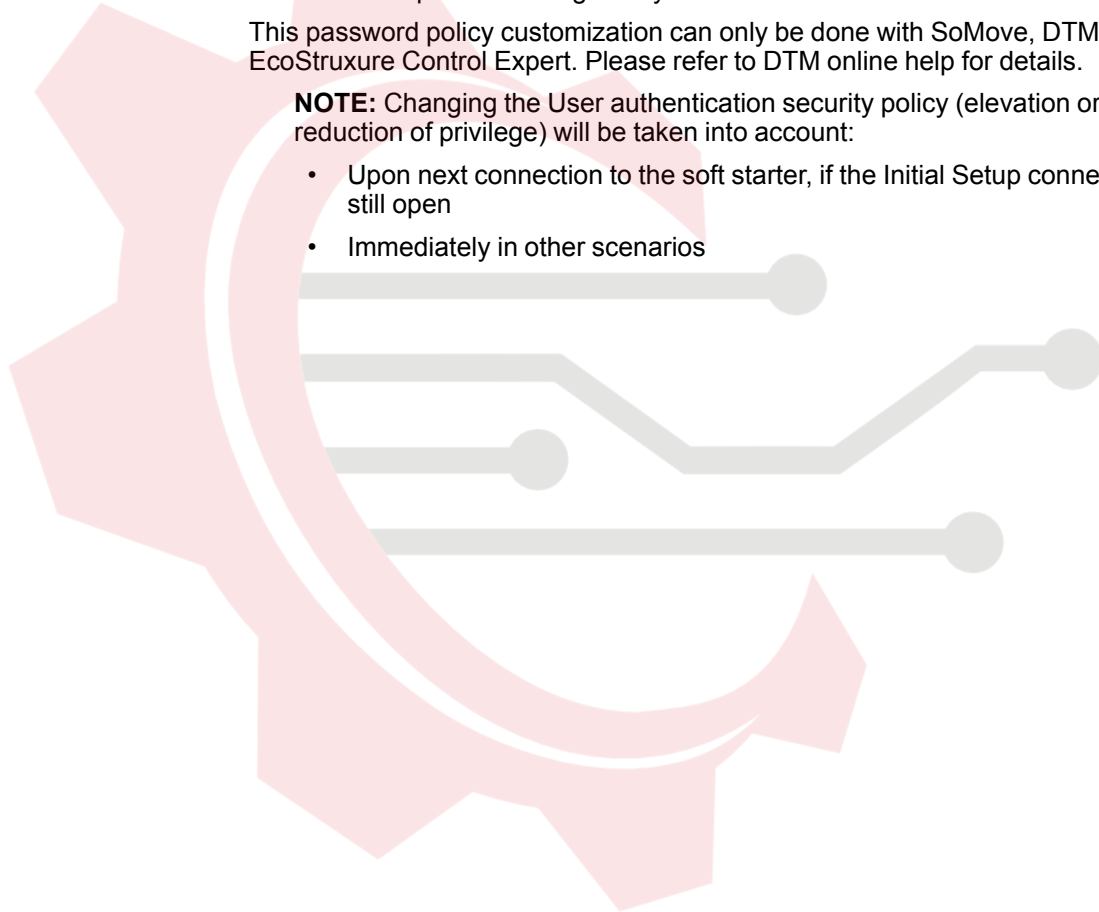 This password policy customization can only be done with SoMove, DTM
EcoStruxure Control Expert. Please refer to DTM online help for details.
NOTE: Changing the User authentication security policy (elevation or
reduction of privilege) will be taken into account:
• Upon next connection to the soft starter, if the Initial Setup conne
still open
• Immediately in other scenarios